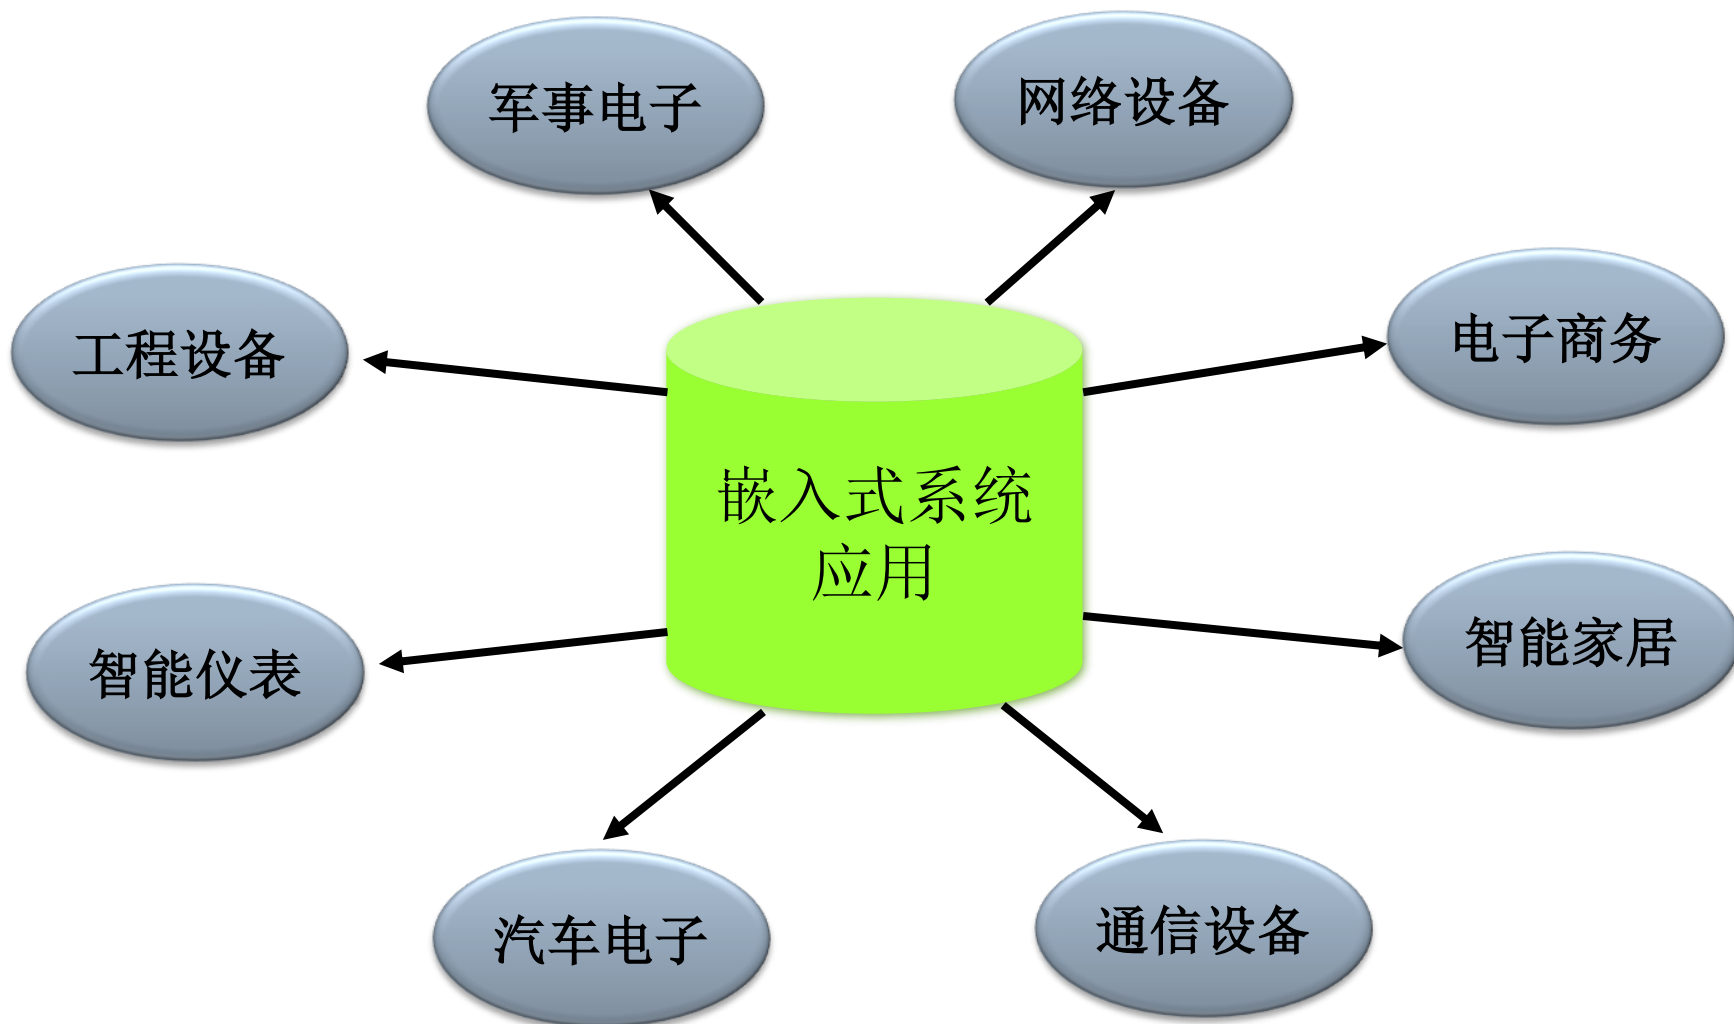 军事电子
网络设备
工程设备
电子商务
嵌入式系统
应用
智能仪表
智能家居
汽车电子
通信设备